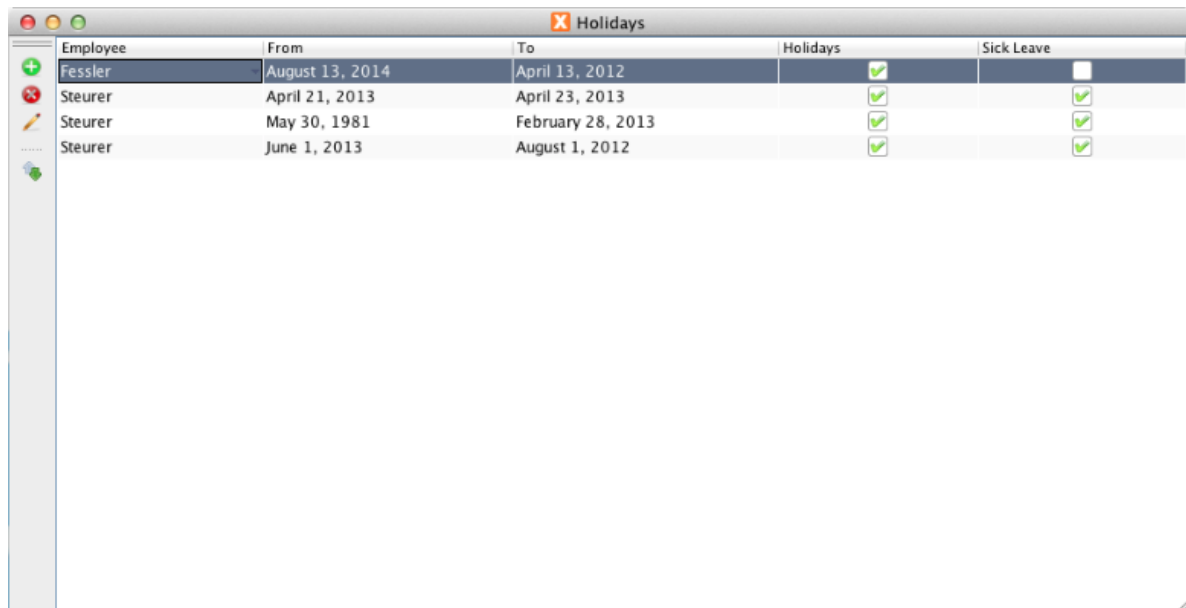 X Holidays
Employee From To Holidays Sick Leave
Fessler August 13, 2014 April 13, 2012
Steurer April 21, 2013 April 23, 2013
Steurer May 30, 1981 February 28, 2013
Steurer June 1, 2013 August 1, 2012